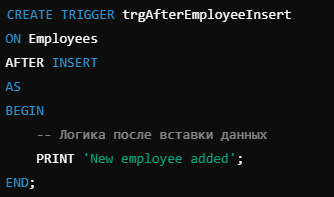 CREATE TRIGGER trgAfterEmployeeInsert
ON Employees
AFTER INSERT
AS
BEGIN
    -- Логика после вставки данных
    PRINT 'New employee added';
END;